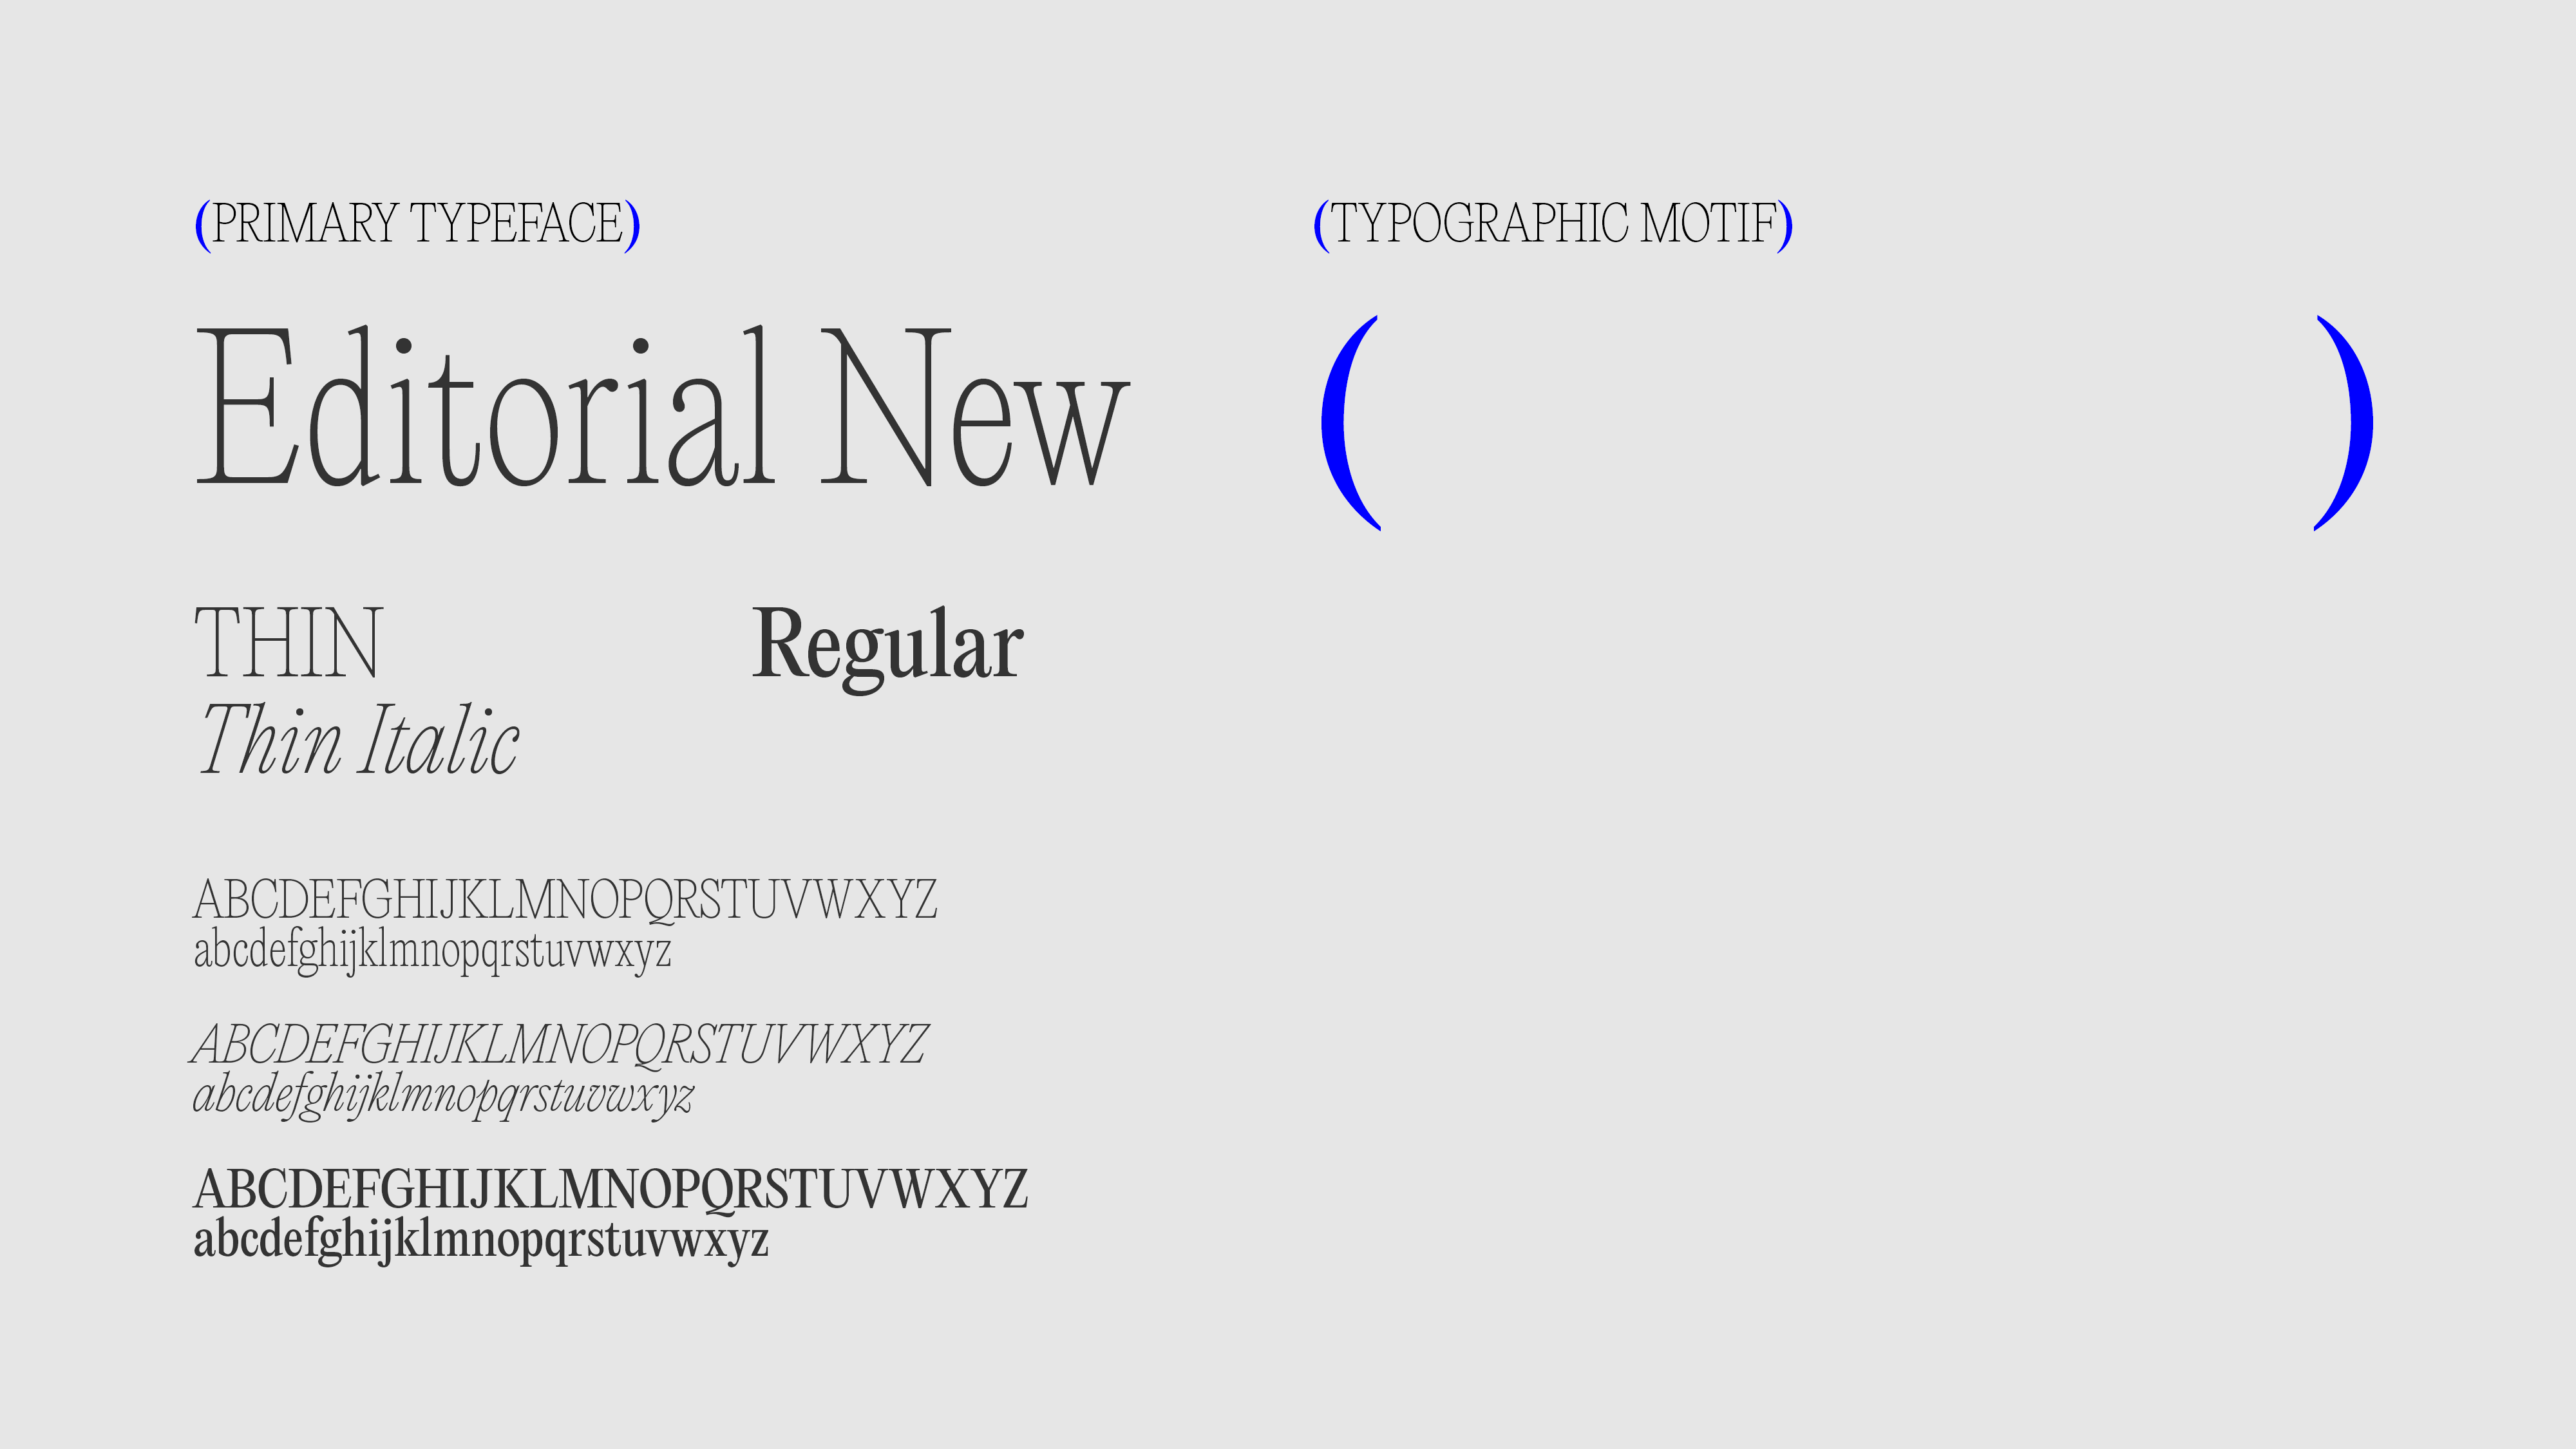 (PRIMARY TYPEFACE)
Editorial New
THIN
Thin Italic
Regular
ABCDEFGHIJKLMNOPQRSTUVWXYZ
abcdefghijklmnopqrstuvwxyz
ABCDEFGHIJKLMNOPQRSTUVWXYZ
abcdefghijklmnopqrstuvwxyz
ABCDEFGHIJKLMNOPQRSTUVWXYZ
abcdefghijklmnopqrstuvwxyz
(TYPOGRAPHIC MOTIF)
( )